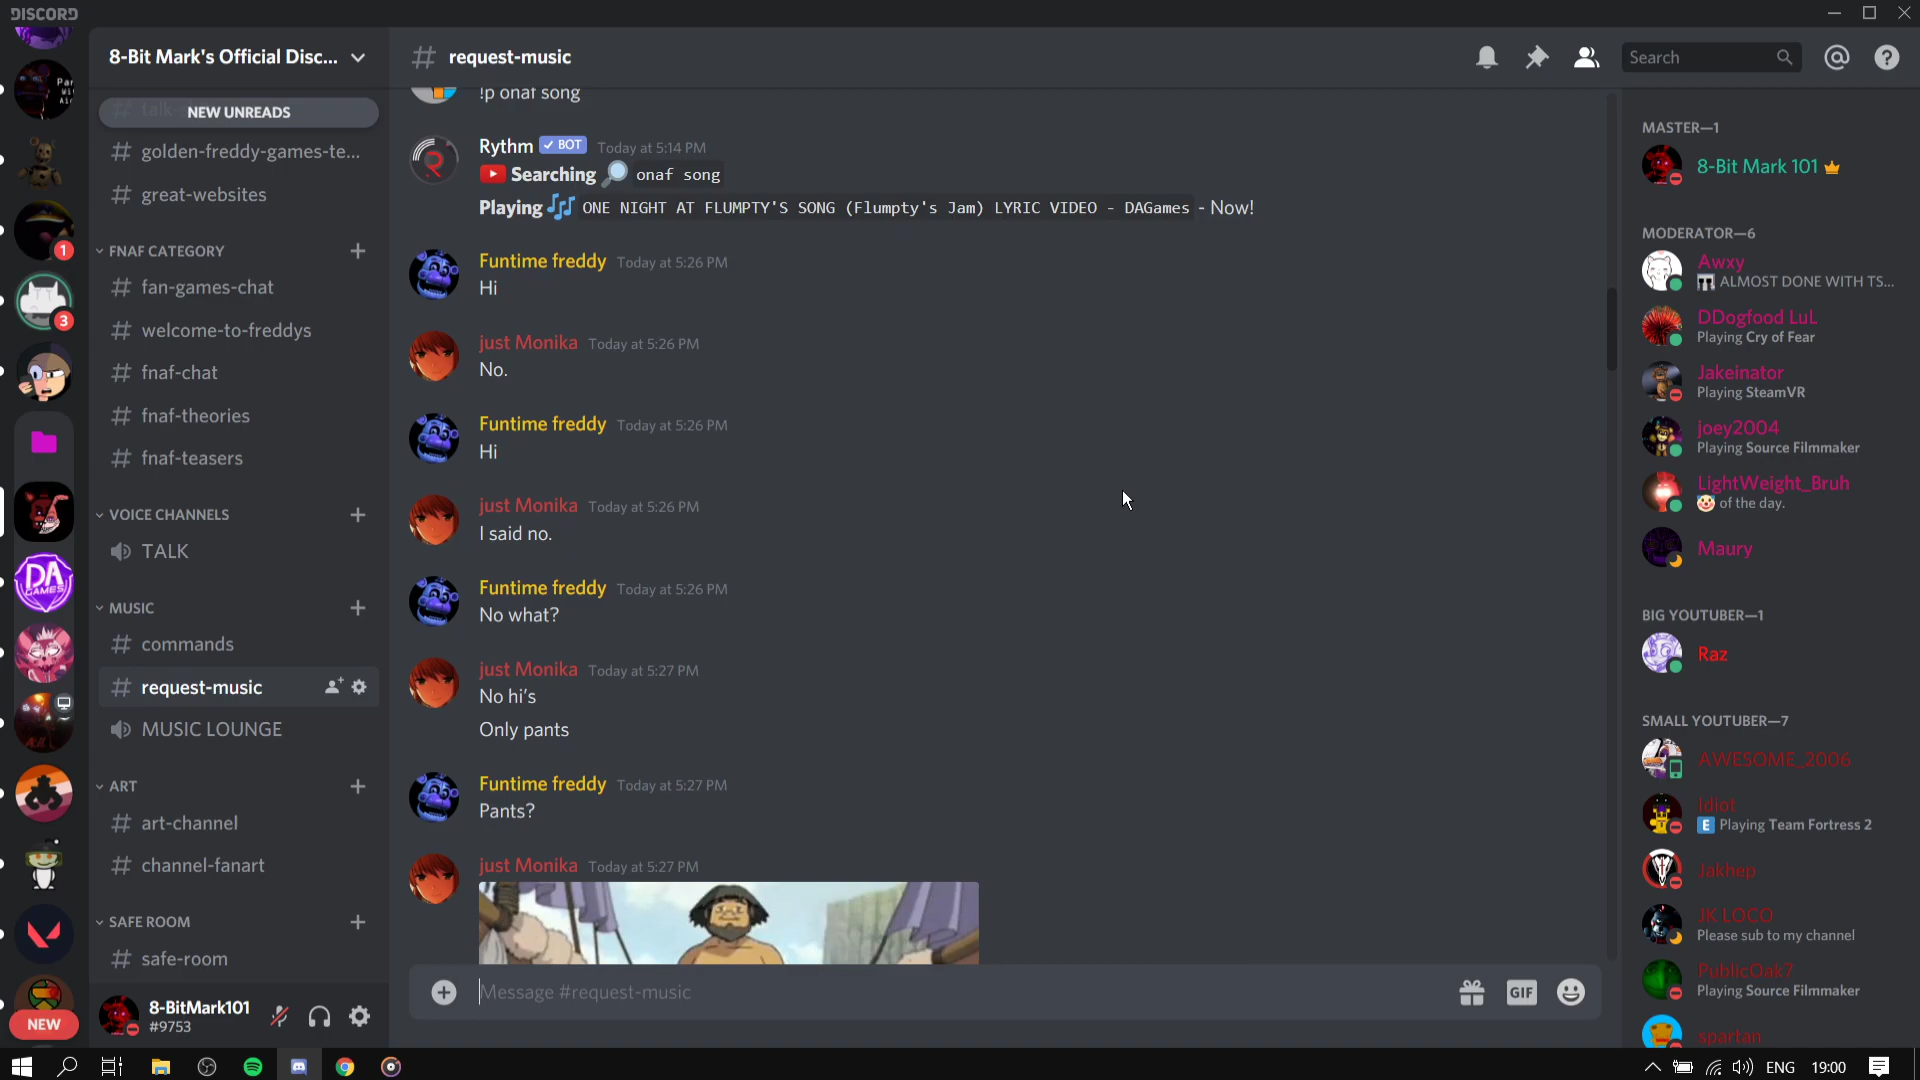 DISCORD
8-Bit Mark's Official Disc...
NEW UNREADS
golden-freddy-games-te...
great-websites
FNAF CATEGORY
fan-games-chat
welcome-to-freddys
fnaf-chat
fnaf-theories
fnaf-teasers
VOICE CHANNELS
TALK
MUSIC
commands
request-music
MUSIC LOUNGE
ART
art-channel
channel-fanart
SAFE ROOM
safe-room
8-BitMark101
#9753
1
3
DA
GAMES
NEW
# request-music
Search
!p onaf song
Rythm ✓ BOT Today at 5:14 PM
Searching onaf song
Playing ONE NIGHT AT FLUMPTY'S SONG (Flumpty's Jam) LYRIC VIDEO - DAGames - Now!
Funtime freddy Today at 5:26 PM
Hi
just Monika Today at 5:26 PM
No.
Funtime freddy Today at 5:26 PM
Hi
just Monika Today at 5:26 PM
I said no.
Funtime freddy Today at 5:26 PM
No what?
just Monika Today at 5:27 PM
No hi's
Only pants
Funtime freddy Today at 5:27 PM
Pants?
just Monika Today at 5:27 PM
Message #request-music
GIF
MASTER—1
8-Bit Mark 101
MODERATOR—6
Awxy
ALMOST DONE WITH TS...
DDogfood LuL
Playing Cry of Fear
Jakeinator
Playing SteamVR
joey2004
Playing Source Filmmaker
LightWeight_Bruh
of the day.
Maury
BIG YOUTUBER—1
Raz
SMALL YOUTUBER—7
AWESOME_2006
Idiot
E Playing Team Fortress 2
Jakhep
JK LOCO
Please sub to my channel
PublicOak7
Playing Source Filmmaker
spartan
ENG 19:00